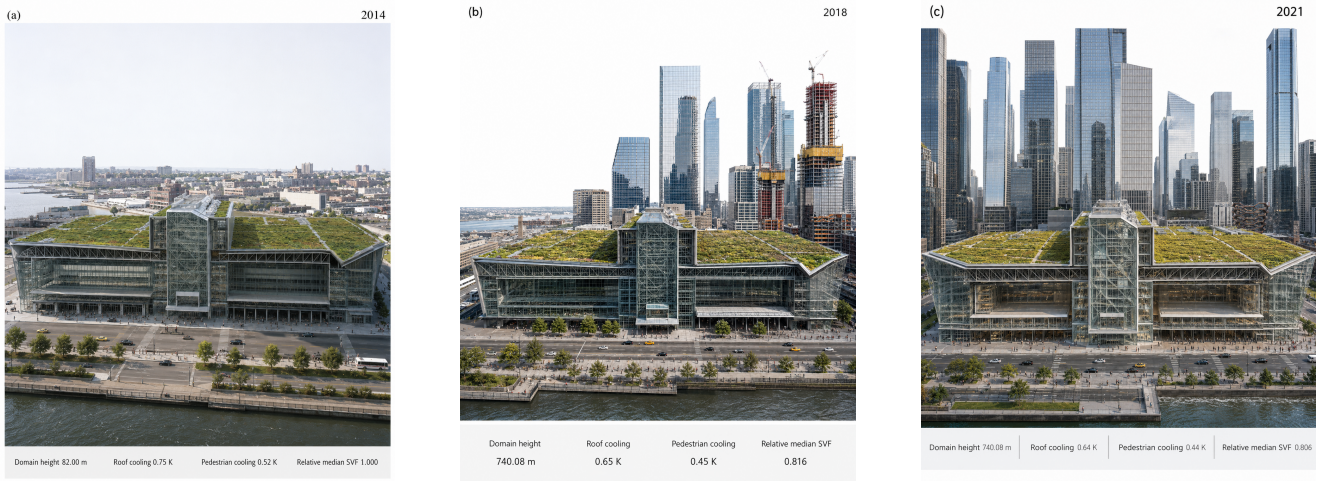 (a) 2014
Domain height 82.00 m Roof cooling 0.75 K Pedestrian cooling 0.52 K Relative median SVF 1.000
(b) 2018
Domain height Roof cooling Pedestrian cooling Relative median SVF
740.08 m 0.65 K 0.45 K 0.816
(c) 2021
Domain height 740.08 m Roof cooling 0.64 K Pedestrian cooling 0.44 K Relative median SVF 0.806